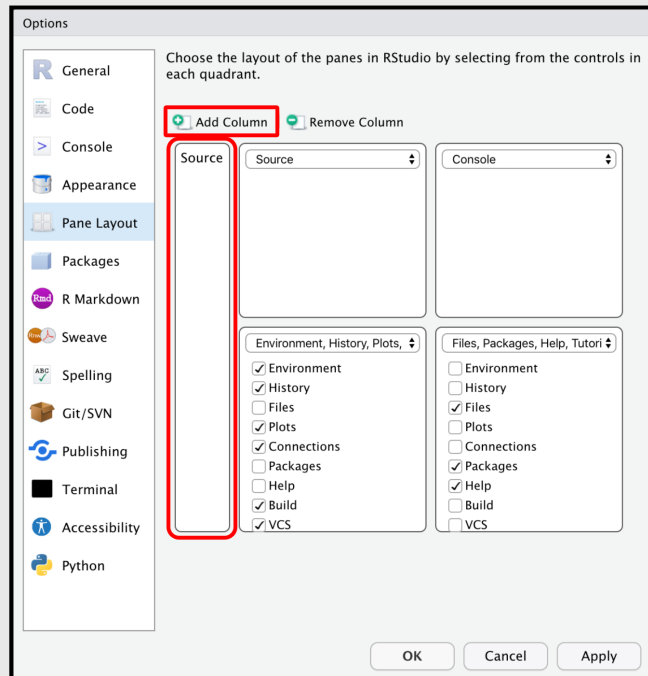 Options
Choose the layout of the panes in RStudio by selecting from the controls in
each quadrant.
R General
Code
> Console
Appearance
Pane Layout
Packages
Rmd R Markdown
Rnw Sweave
ABC Spelling
Git/SVN
Publishing
Terminal
Accessibility
Python
Add Column Remove Column
Source
Source
Environment, History, Plots,
Environment
History
Files
Plots
Connections
Packages
Help
Build
VCS
Console
Files, Packages, Help, Tutori
Environment
History
Files
Plots
Connections
Packages
Help
Build
VCS
OK Cancel Apply